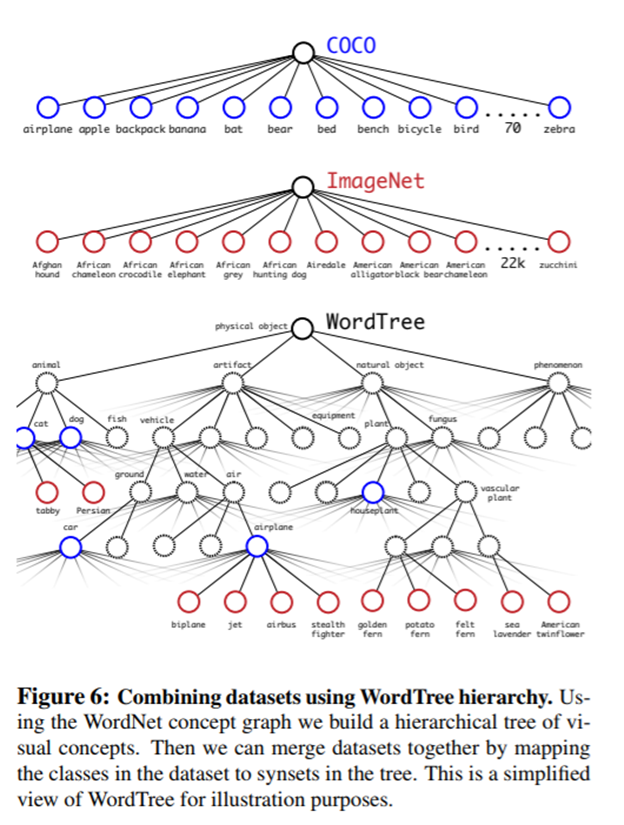 COCO
airplane apple backpack banana bat bear bed bench bicycle bird ..... 70 zebra
ImageNet
Afghan hound African chameleon African crocodile African elephant African grey African hunting dog Airedale American alligator American black bear American chameleon ..... 22k zucchini
physical object WordTree
animal artifact natural object phenomenon
cat dog fish vehicle equipment plant fungus
ground water air vascular plant
tabby Persian houseplant
car airplane
biplane jet airbus stealth fighter golden fern potato fern felt fern sea lavender American twinflower
Figure 6: Combining datasets using WordTree hierarchy. Us-
ing the WordNet concept graph we build a hierarchical tree of vi-
sual concepts. Then we can merge datasets together by mapping
the classes in the dataset to synsets in the tree. This is a simplified
view of WordTree for illustration purposes.